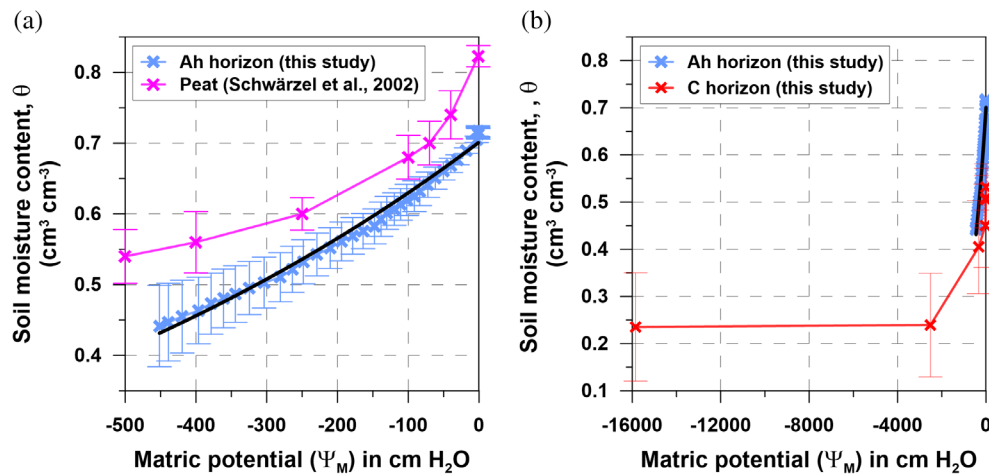 (a)
Ah horizon (this study)
Peat (Schwärzel et al., 2002)
Soil moisture content, θ
(cm³ cm⁻³)
0.8
0.7
0.6
0.5
0.4
-500
-400
-300
-200
-100
0
Matric potential (Ψ_M) in cm H₂O
(b)
Ah horizon (this study)
C horizon (this study)
Soil moisture content, , θ
(cm³ cm⁻³)
0.8
0.7
0.6
0.5
0.4
0.3
0.2
0.1
-16000
-12000
-8000
-4000
0
Matric potential (Ψ_M) in cm H₂O